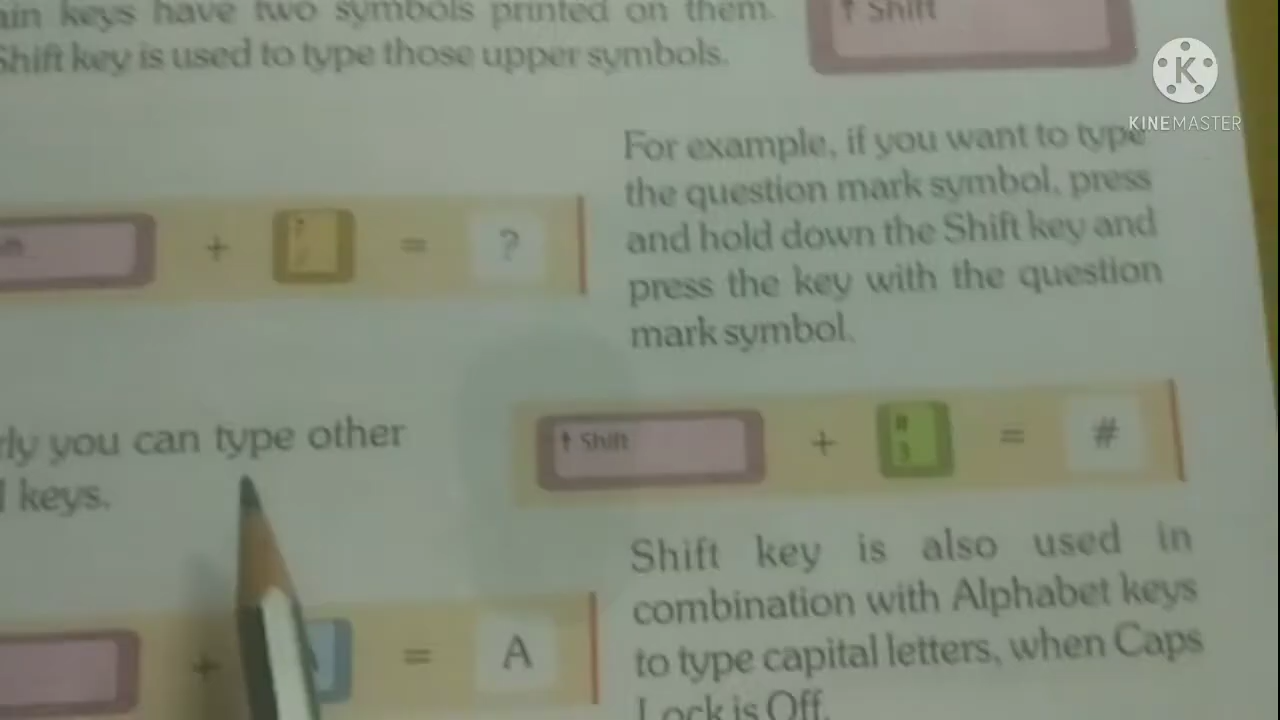 keys have two symbols printed on them.
Shift key is used to type those upper symbols.
↑ Shift
KINEMASTER
For example, if you want to type
the question mark symbol, press
and hold down the Shift key and
press the key with the question
mark symbol.
+ ? / = ?
you can type other
keys.
↑ Shift + # 3 = #
Shift key is also used in
combination with Alphabet keys
to type capital letters, when Caps
Lock is Off.
+ = A